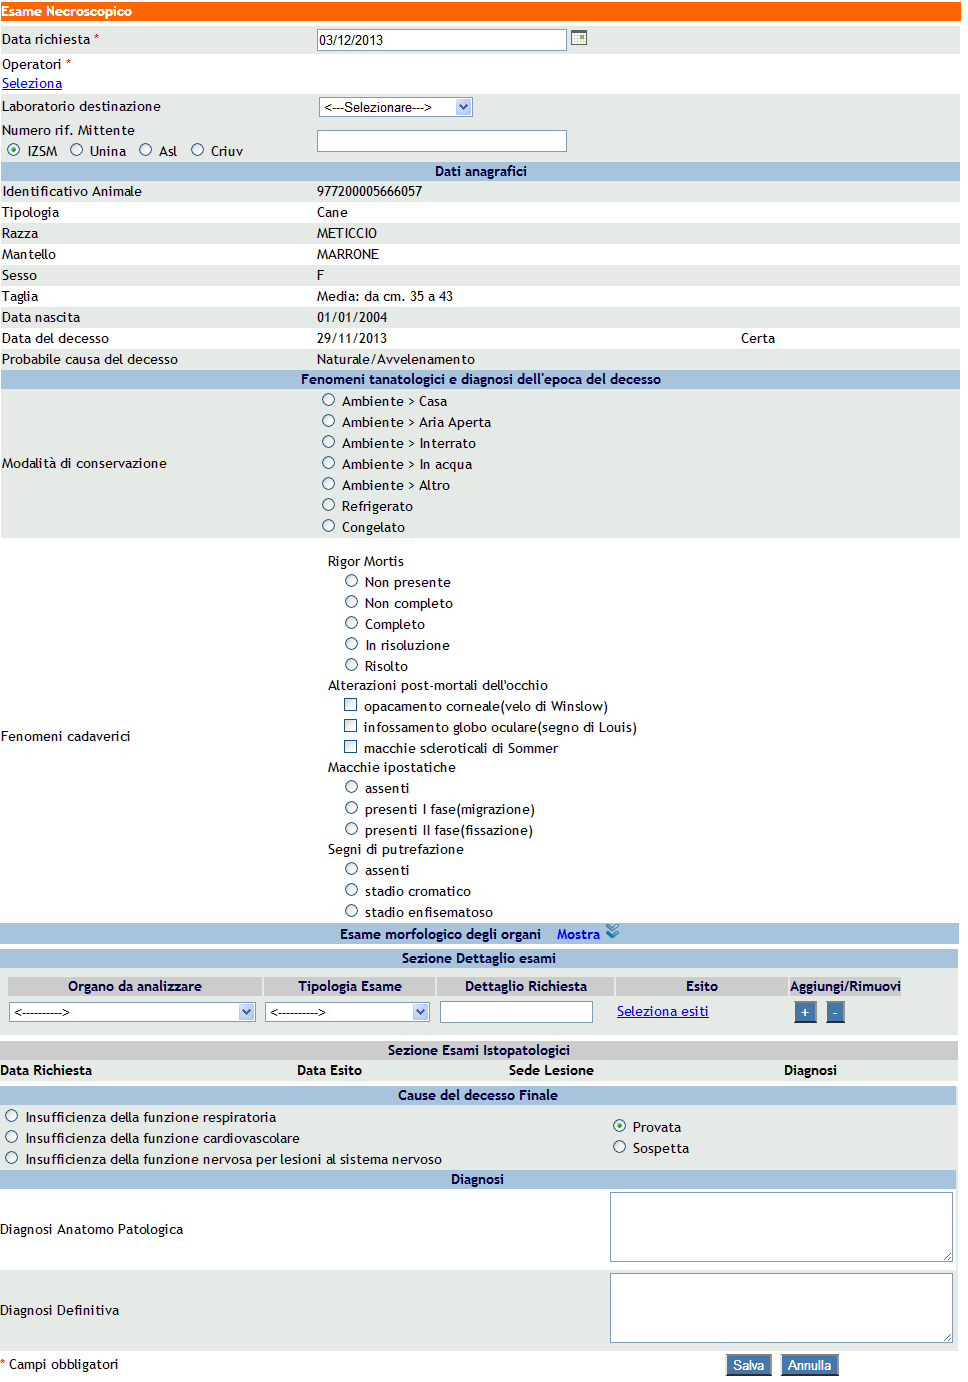 Esame Necroscopico
Data richiesta * 03/12/2013
Operatori *
Seleziona
Laboratorio destinazione <---Selezionare--->
Numero rif. Mittente
IZSM Unina Asl Criuv
Dati anagrafici
Identificativo Animale 977200005666057
Tipologia Cane
Razza METICCIO
Mantello MARRONE
Sesso F
Taglia Media: da cm. 35 a 43
Data nascita 01/01/2004
Data del decesso 29/11/2013 Certa
Probabile causa del decesso Naturale/Avvelenamento
Fenomeni tanatologici e diagnosi dell'epoca del decesso
Modalità di conservazione
Ambiente > Casa
Ambiente > Aria Aperta
Ambiente > Interrato
Ambiente > In acqua
Ambiente > Altro
Refrigerato
Congelato
Fenomeni cadaverici
Rigor Mortis
Non presente
Non completo
Completo
In risoluzione
Risolto
Alterazioni post-mortali dell'occhio
opacamento corneale(velo di Winslow)
infossamento globo oculare(segno di Louis)
macchie scleroticali di Sommer
Macchie ipostatiche
assenti
presenti I fase(migrazione)
presenti II fase(fissazione)
Segni di putrefazione
assenti
stadio cromatico
stadio enfisematoso
Esame morfologico degli organi Mostra
Sezione Dettaglio esami
Organo da analizzare Tipologia Esame Dettaglio Richiesta Esito Aggiungi/Rimuovi
<----------> <----------> Seleziona esiti + -
Sezione Esami Istopatologici
Data Richiesta Data Esito Sede Lesione Diagnosi
Cause del decesso Finale
Insufficienza della funzione respiratoria
Insufficienza della funzione cardiovascolare
Insufficienza della funzione nervosa per lesioni al sistema nervoso
Provata
Sospetta
Diagnosi
Diagnosi Anatomo Patologica
Diagnosi Definitiva
* Campi obbligatori Salva Annulla